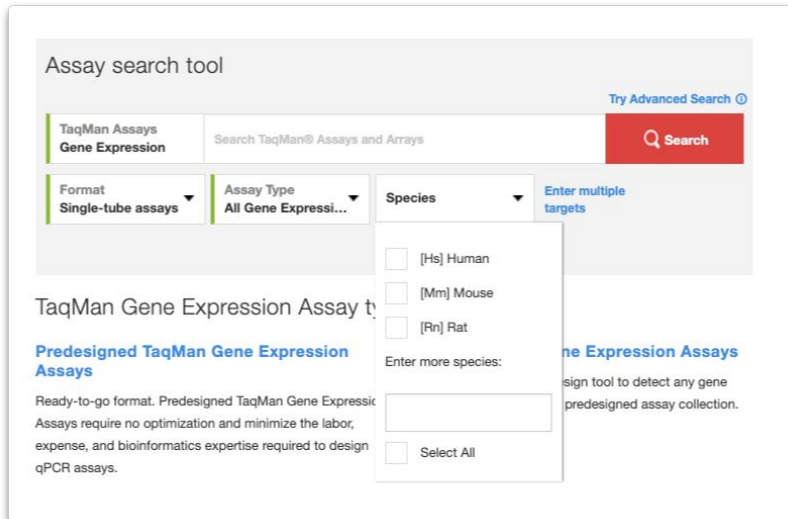 Assay search tool
Try Advanced Search
TaqMan Assays
Gene Expression
Search TaqMan® Assays and Arrays
Search
Format
Single-tube assays
Assay Type
All Gene Expressi...
Species
Enter multiple
targets
[Hs] Human
[Mm] Mouse
[Rn] Rat
Enter more species:
Select All
TaqMan Gene Expression Assay
Predesigned TaqMan Gene Expression
Assays
Ready-to-go format. Predesigned TaqMan Gene
Assays require no optimization and minimize the labor,
expense, and bioinformatics expertise required to design
qPCR assays.
Expression Assays
tool to detect any gene
predesigned assay collection.